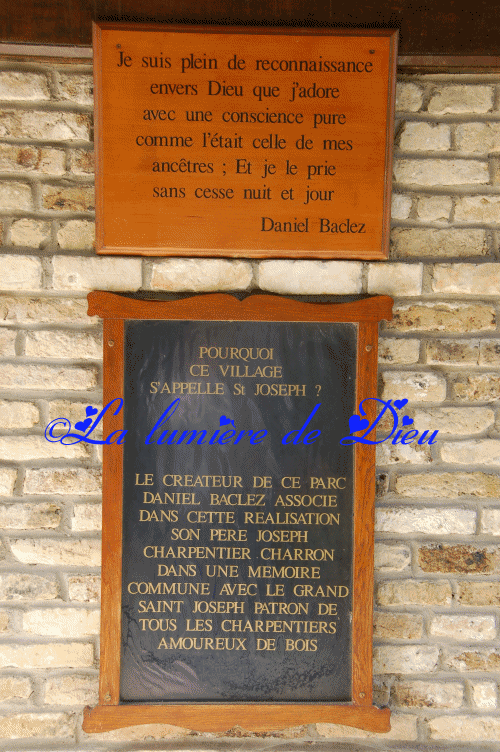 Je suis plein de reconnaissance
envers Dieu que j'adore
avec une conscience pure
comme l'était celle de mes
ancêtres ; Et je le prie
sans cesse nuit et jour
Daniel Baclez
POURQUOI
CE VILLAGE
S'APPELLE St JOSEPH ?
©La lumière de Dieu
LE CREATEUR DE CE PARC
DANIEL BACLEZ ASSOCIE
DANS CETTE REALISATION
SON PERE JOSEPH
CHARPENTIER CHARRON
DANS UNE MEMOIRE
COMMUNE AVEC LE GRAND
SAINT JOSEPH PATRON DE
TOUS LES CHARPENTIERS
AMOUREUX DE BOIS